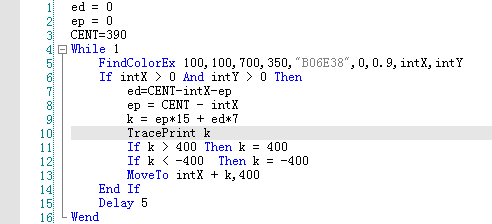 1 ed = 0
2 ep = 0
3 CENT=390
4 While 1
5 FindColorEx 100,100,700,350,"B06E38",0,0.9,intX,intY
6 If intX > 0 And intY > 0 Then
7 ed=CENT-intX-ep
8 ep = CENT - intX
9 k = ep*15 + ed*7
10 TracePrint k
11 If k > 400 Then k = 400
12 If k < -400  Then k = -400
13 MoveTo intX + k,400
14 End If
15 Delay 5
16 Wend